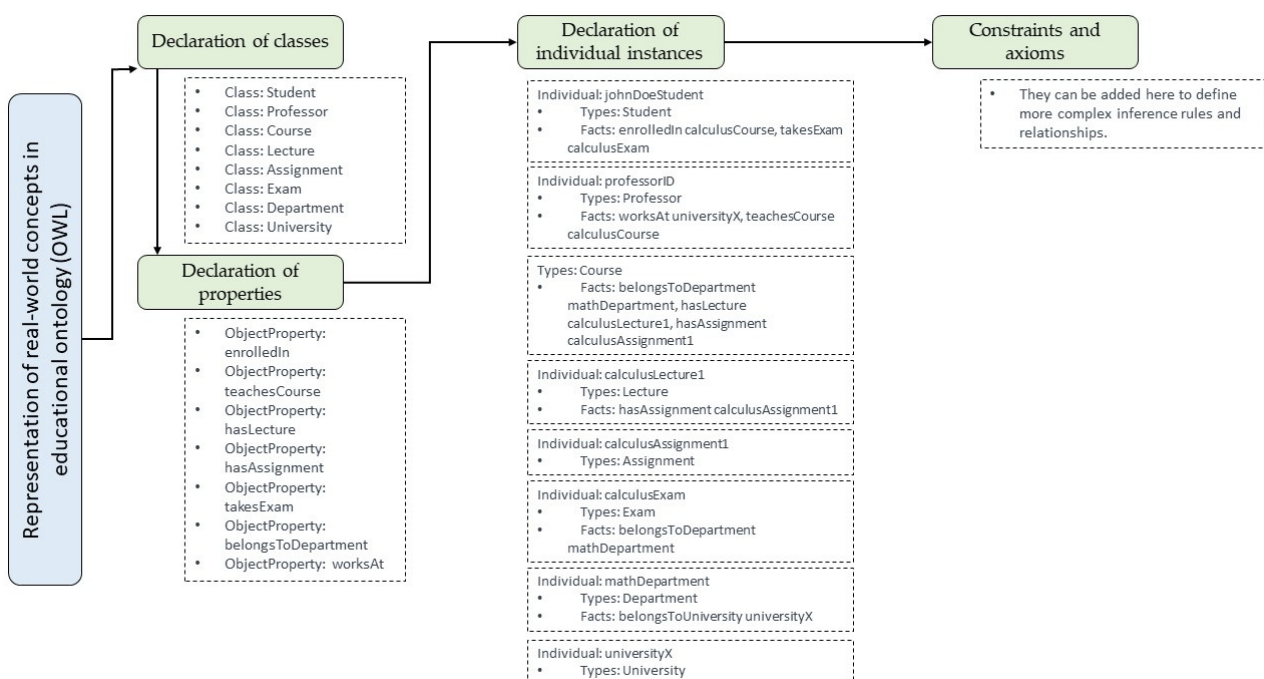 Representation of real-world concepts in
educational ontology (OWL)
Declaration of classes
• Class: Student
• Class: Professor
• Class: Course
• Class: Lecture
• Class: Assignment
• Class: Exam
• Class: Department
• Class: University
Declaration of
properties
• ObjectProperty:
enrolledIn
• ObjectProperty:
teachesCourse
• ObjectProperty:
hasLecture
• ObjectProperty:
hasAssignment
• ObjectProperty:
takesExam
• ObjectProperty:
belongsToDepartment
• ObjectProperty: worksAt
Declaration of
individual instances
Individual: johnDoeStudent
• Types: Student
• Facts: enrolledIn calculusCourse, takesExam
calculusExam
Individual: professorID
• Types: Professor
• Facts: worksAt universityX, teachesCourse
calculusCourse
Types: Course
• Facts: belongsToDepartment
mathDepartment, hasLecture
calculusLecture1, hasAssignment
calculusAssignment1
Individual: calculusLecture1
• Types: Lecture
• Facts: hasAssignment calculusAssignment1
Individual: calculusAssignment1
• Types: Assignment
Individual: calculusExam
• Types: Exam
• Facts: belongsToDepartment
mathDepartment
Individual: mathDepartment
• Types: Department
• Facts: belongsToUniversity universityX
Individual: universityX
• Types: University
Constraints and
axioms
• They can be added here to define
more complex inference rules and
relationships.